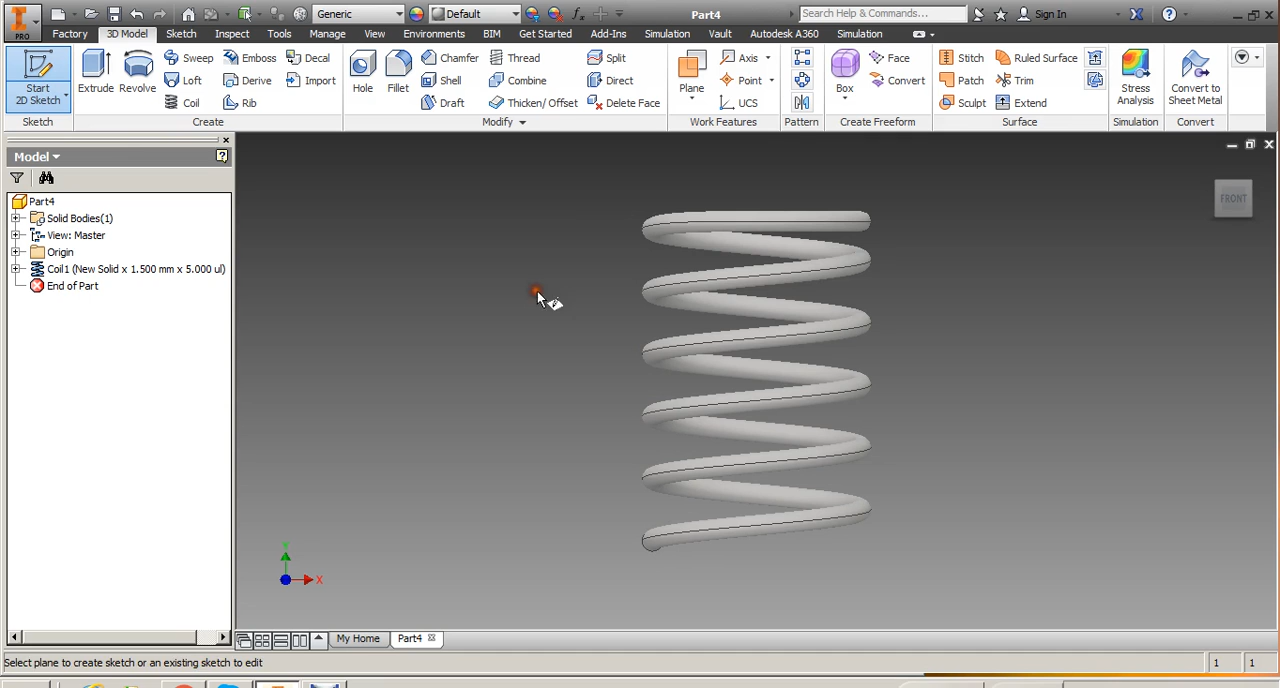 Generic
Default
Part4
Search Help & Commands...
Sign In
PRO
Factory
3D Model
Sketch
Inspect
Tools
Manage
View
Environments
BIM
Get Started
Add-Ins
Simulation
Vault
Autodesk A360
Simulation
Start
2D Sketch
Sketch
Extrude
Revolve
Sweep
Loft
Coil
Emboss
Derive
Rib
Decal
Import
Create
Hole
Fillet
Chamfer
Shell
Draft
Thread
Combine
Thicken/ Offset
Split
Direct
Delete Face
Modify
Plane
Axis
Point
UCS
Work Features
Pattern
Box
Face
Convert
Create Freeform
Stitch
Patch
Sculpt
Ruled Surface
Trim
Extend
Surface
Stress
Analysis
Simulation
Convert to
Sheet Metal
Convert
Model
Part4
Solid Bodies(1)
View: Master
Origin
Coil1 (New Solid x 1.500 mm x 5.000 ul)
End of Part
FRONT
Y
X
My Home
Part4
Select plane to create sketch or an existing sketch to edit
1
1